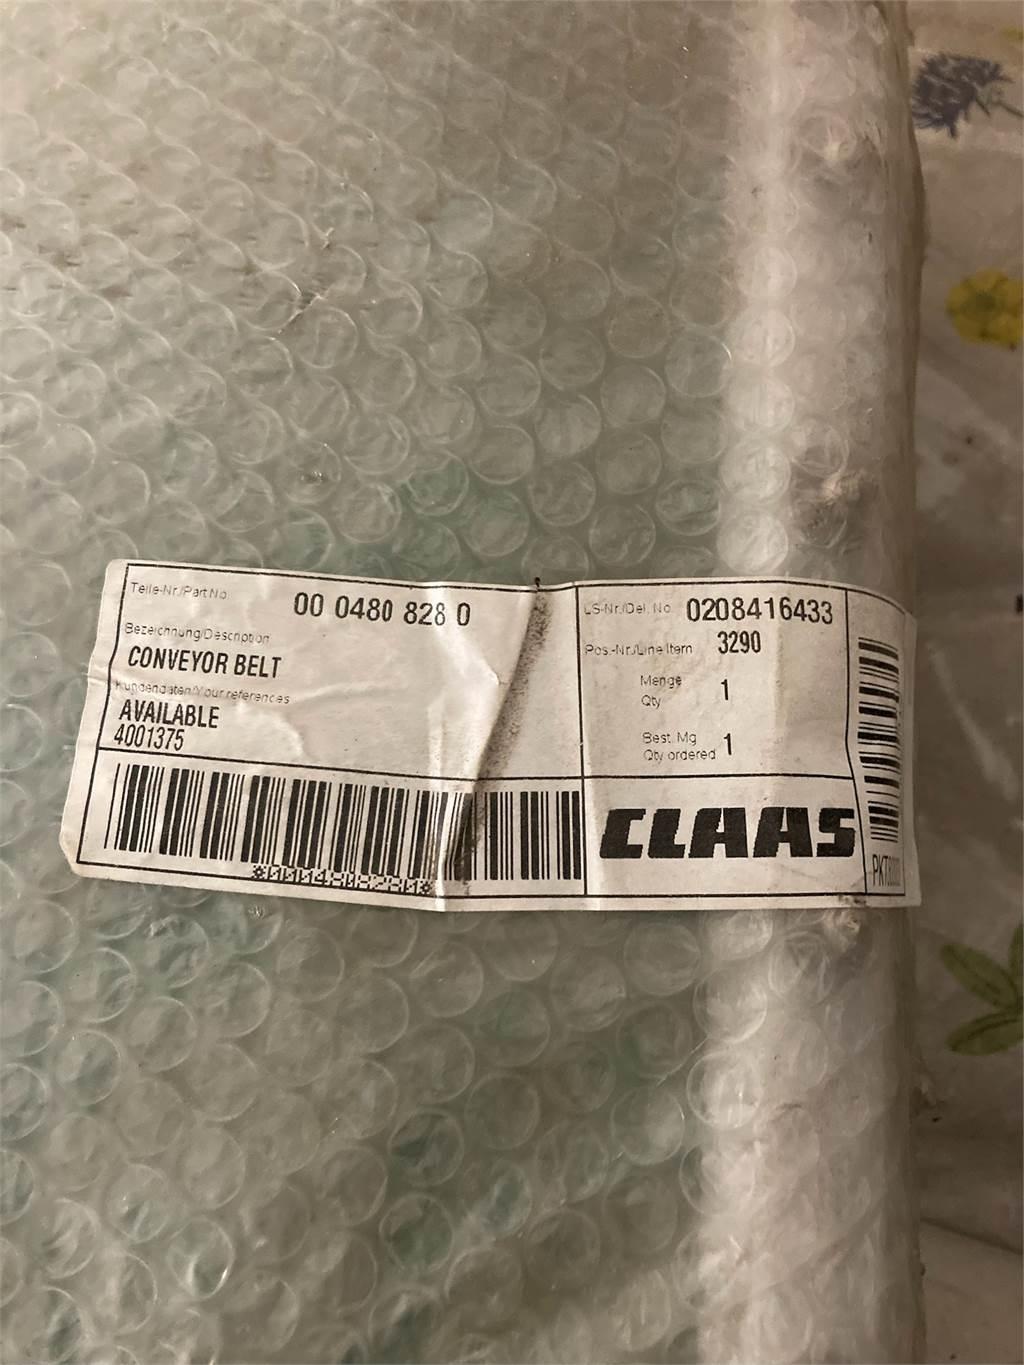 Teile-Nr./Part No 00 0480 828 0
Bezeichnung/Description
CONVEYOR BELT
Kundendaten/Your references
AVAILABLE
4001375
LS-Nr./Del. No. 0208416433
Pos.-Nr./Line Item 3290
Menge
Qty 1
Best. Mg
Qty ordered 1
CLAAS